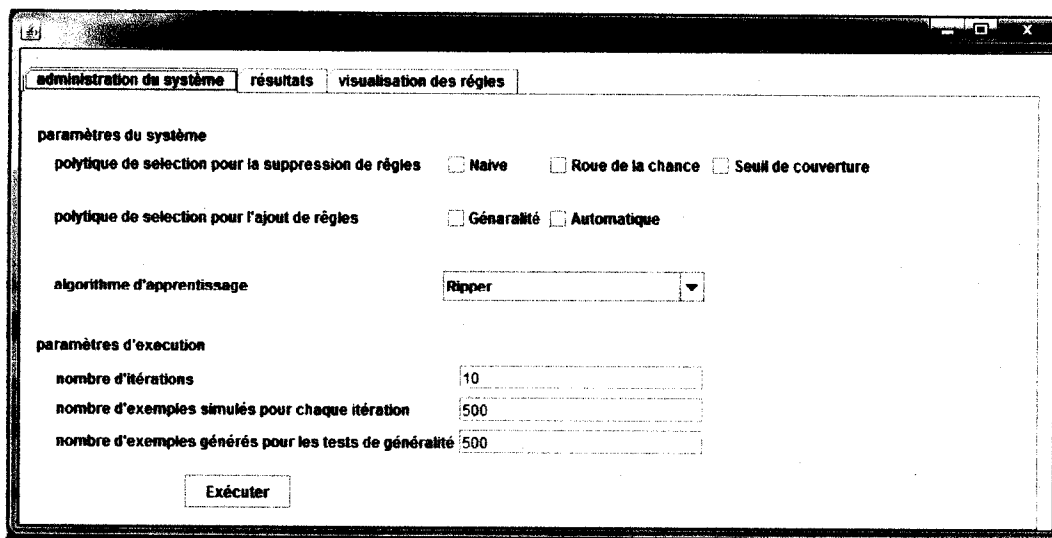 administration du système résultats visualisation des régles
paramètres du système
polytique de selection pour la suppression de règles Naive Roue de la chance Seuil de couverture
polytique de selection pour l'ajout de règles Génaralité Automatique
algorithme d'apprentissage Ripper
paramètres d'execution
nombre d'itérations 10
nombre d'exemples simulés pour chaque itération 500
nombre d'exemples générés pour les tests de généralité 500
Exécuter